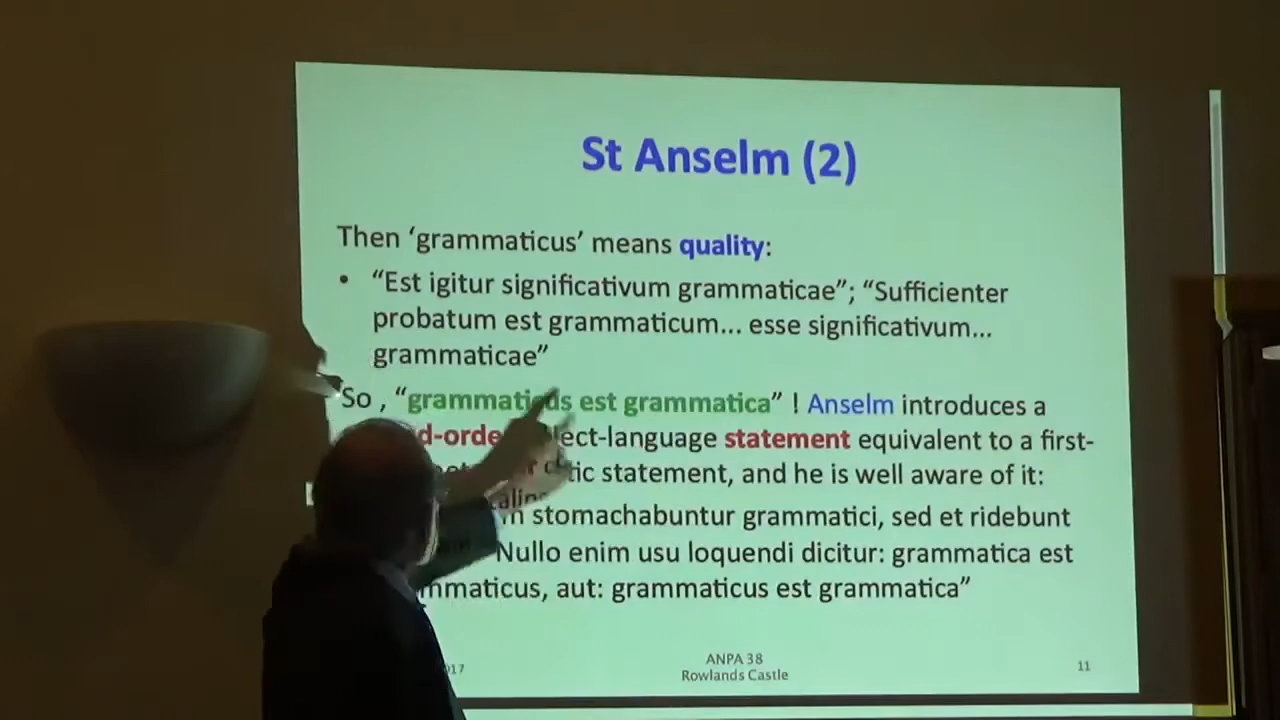 St Anselm (2)
Then ‘grammaticus’ means quality:
• “Est igitur significativum grammaticae”; “Sufficienter
probatum est grammaticum... esse significativum...
grammaticae”
So , “grammaticus est grammatica” ! Anselm introduces a
statement equivalent to a first-
statement, and he is well aware of it:
stomachabuntur grammatici, sed et ridebunt
Nullo enim usu loquendi dicitur: grammatica est
aut: grammaticus est grammatica”
ANPA 38
Rowlands Castle
11